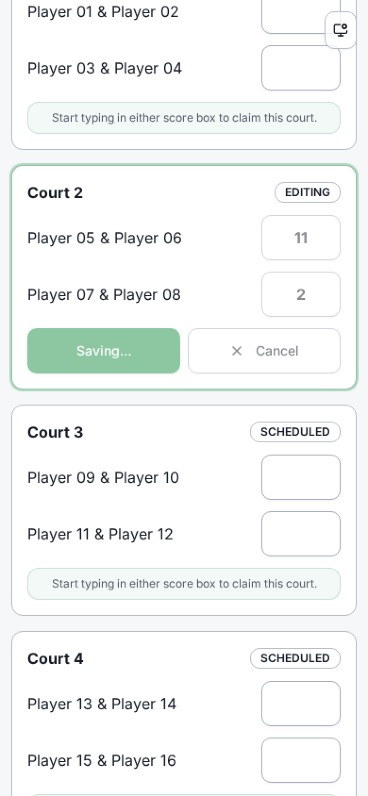 Player 01 & Player 02
Player 03 & Player 04
Start typing in either score box to claim this court.
Court 2
EDITING
Player 05 & Player 06
11
Player 07 & Player 08
2
Saving...
Cancel
Court 3
SCHEDULED
Player 09 & Player 10
Player 11 & Player 12
Start typing in either score box to claim this court.
Court 4
SCHEDULED
Player 13 & Player 14
Player 15 & Player 16